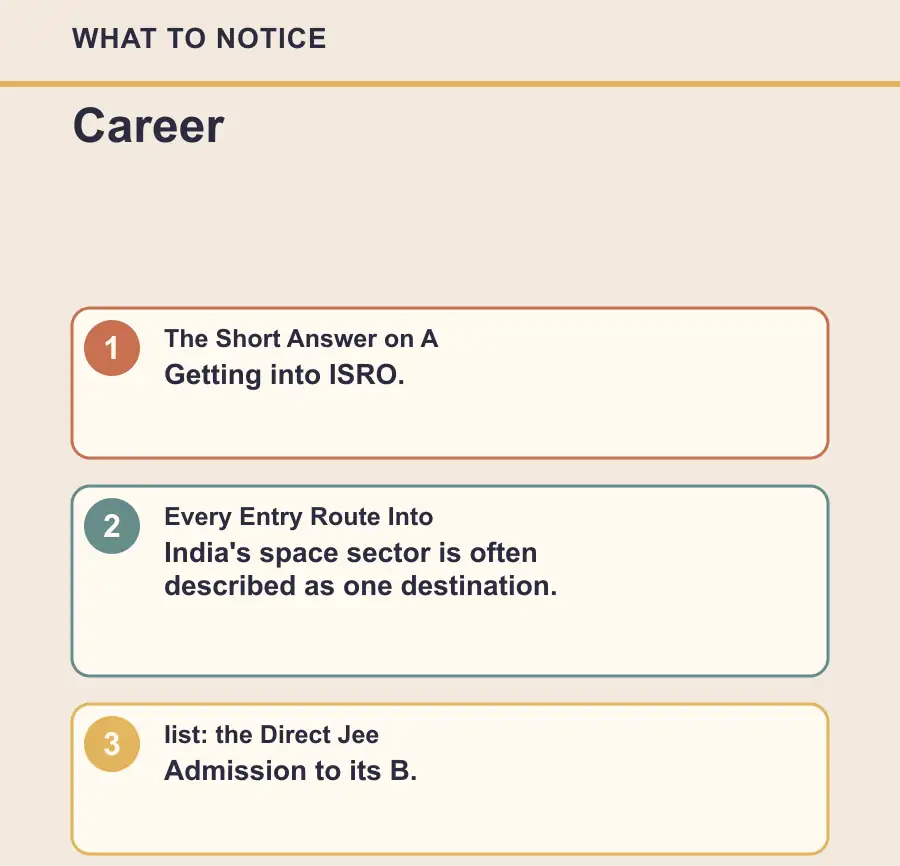 WHAT TO NOTICE
Career
1
The Short Answer on A
Getting into ISRO.
2
Every Entry Route Into
India's space sector is often
described as one destination.
3
list: the Direct Jee
Admission to its B.